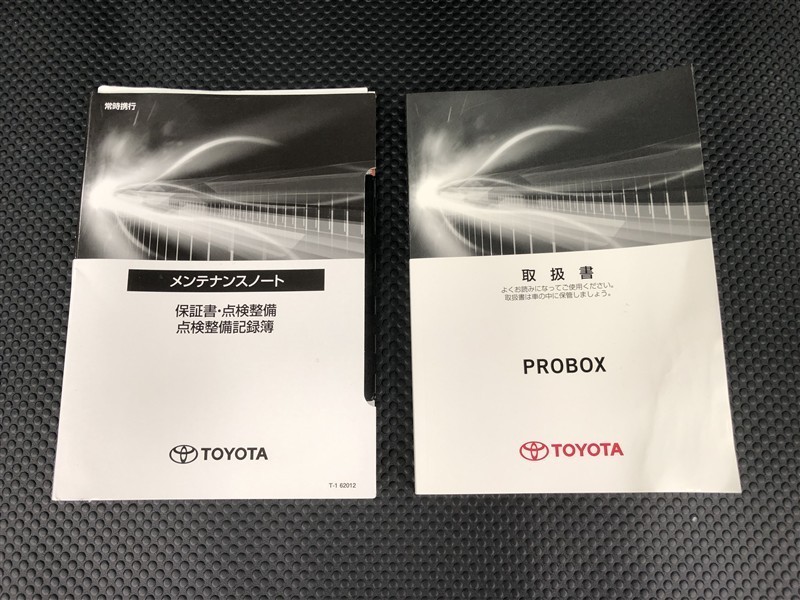 常時携行
メンテナンスノート
保証書・点検整備
点検整備記録簿
TOYOTA
T-1 62012
取扱書
よくお読みになってご使用ください。
取扱書は車の中に保管しましょう。
PROBOX
TOYOTA